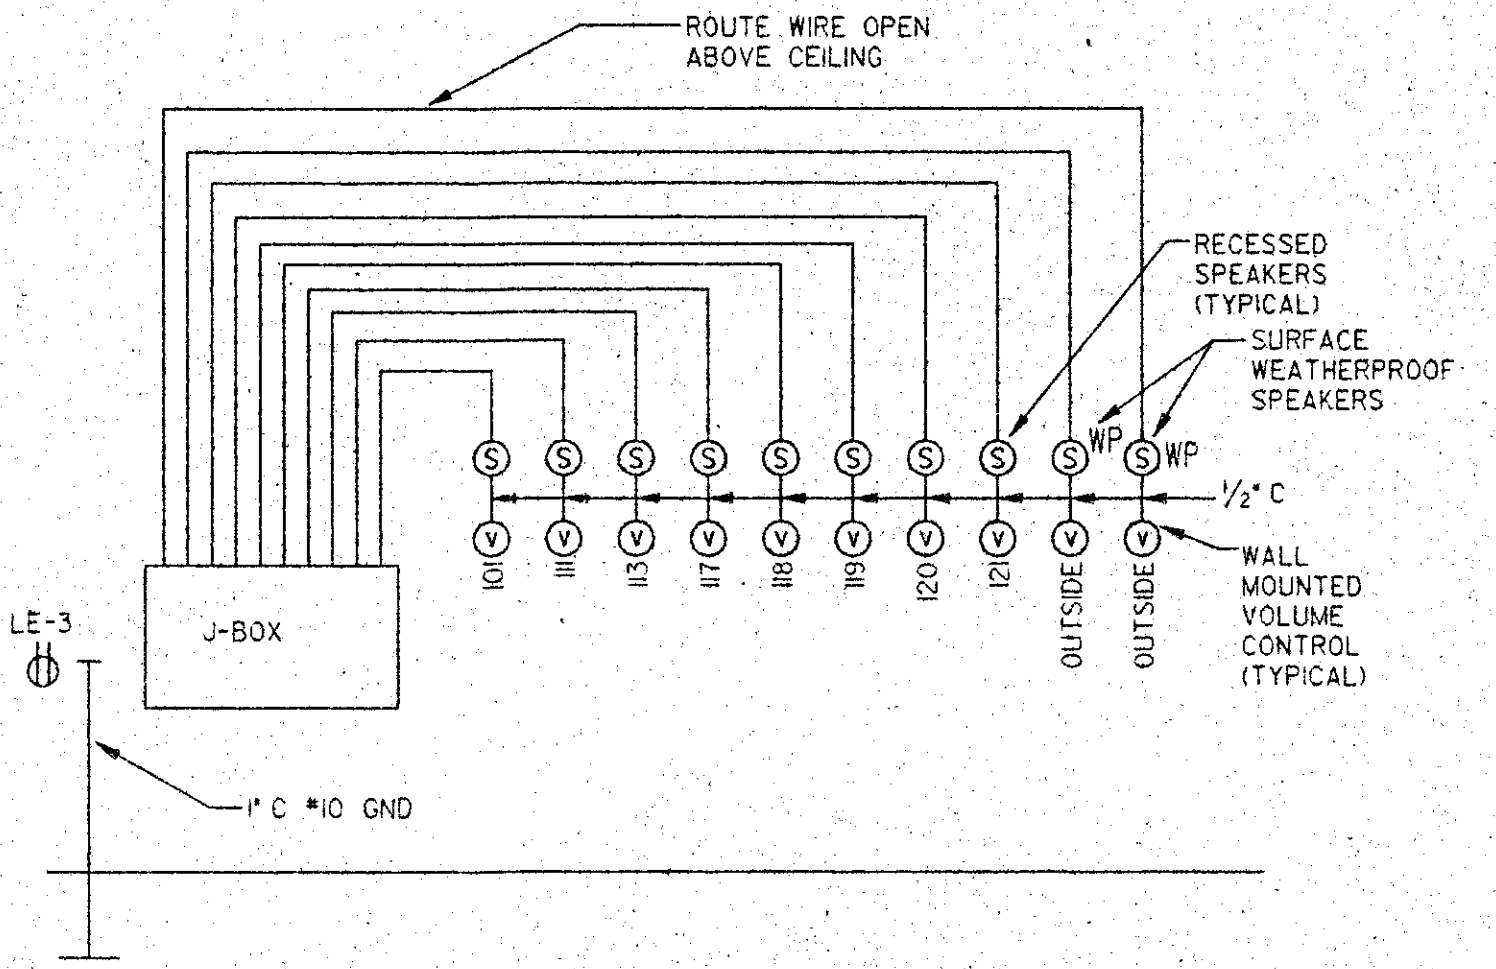 ROUTE WIRE OPEN
ABOVE CEILING
RECESSED
SPEAKERS
(TYPICAL)
SURFACE
WEATHERPROOF
SPEAKERS
S S S S S S S S S WP S WP
1/2" C
V V V V V V V V V V
101 111 113 117 118 119 120 121 OUTSIDE OUTSIDE
WALL
MOUNTED
VOLUME
CONTROL
(TYPICAL)
LE-3
J-BOX
1" C #10 GND